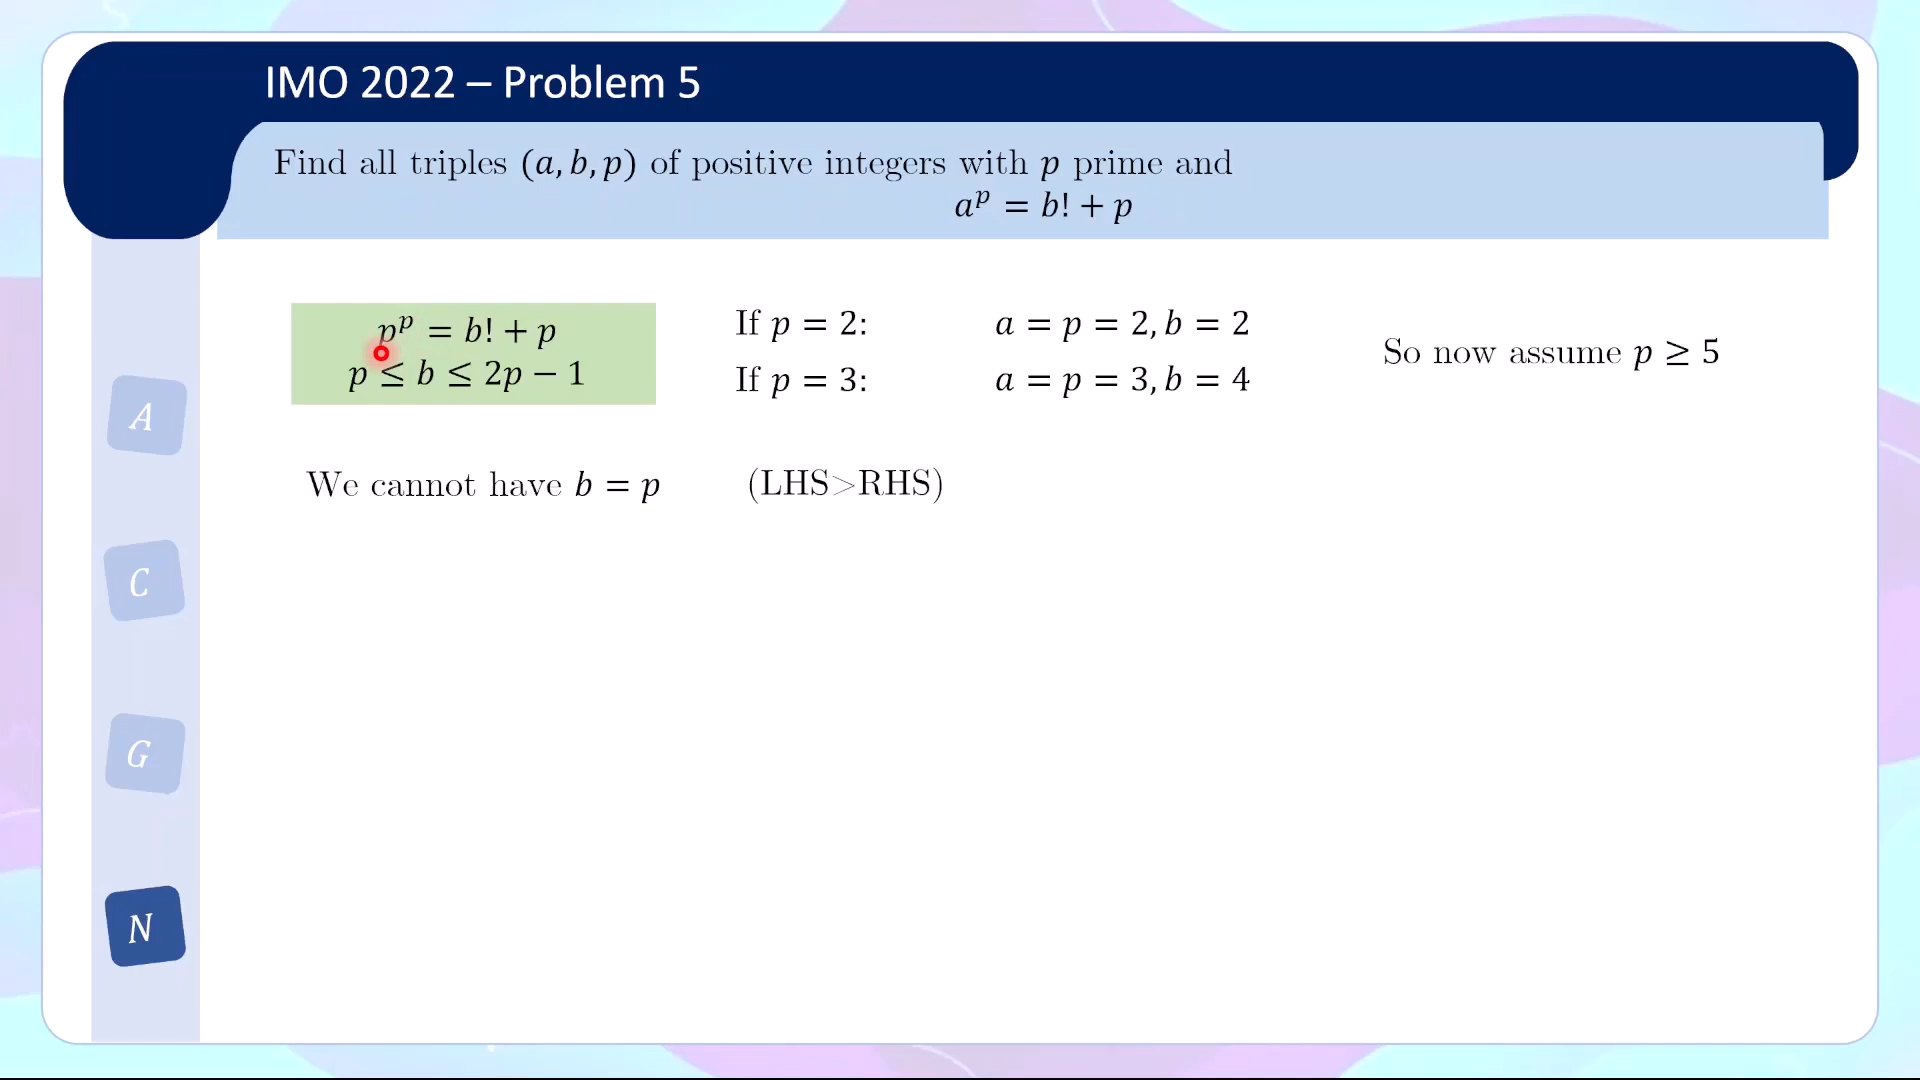 IMO 2022 – Problem 5
Find all triples (a, b, p) of positive integers with p prime and
a^p = b! + p
p^p = b! + p
p ≤ b ≤ 2p − 1
If p = 2: a = p = 2, b = 2
If p = 3: a = p = 3, b = 4
So now assume p ≥ 5
We cannot have b = p (LHS>RHS)
A
C
G
N